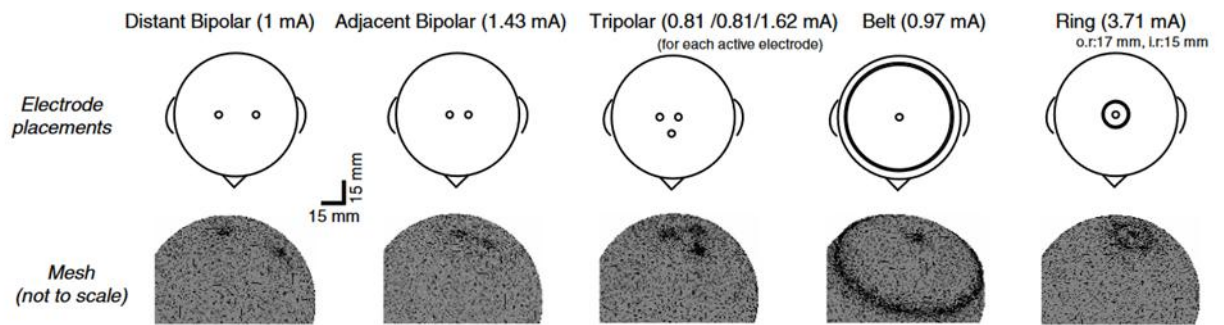 Distant Bipolar (1 mA) Adjacent Bipolar (1.43 mA) Tripolar (0.81 /0.81/1.62 mA) Belt (0.97 mA) Ring (3.71 mA)
(for each active electrode) o.r:17 mm, i.r:15 mm
Electrode
placements
15 mm
15 mm
Mesh
(not to scale)